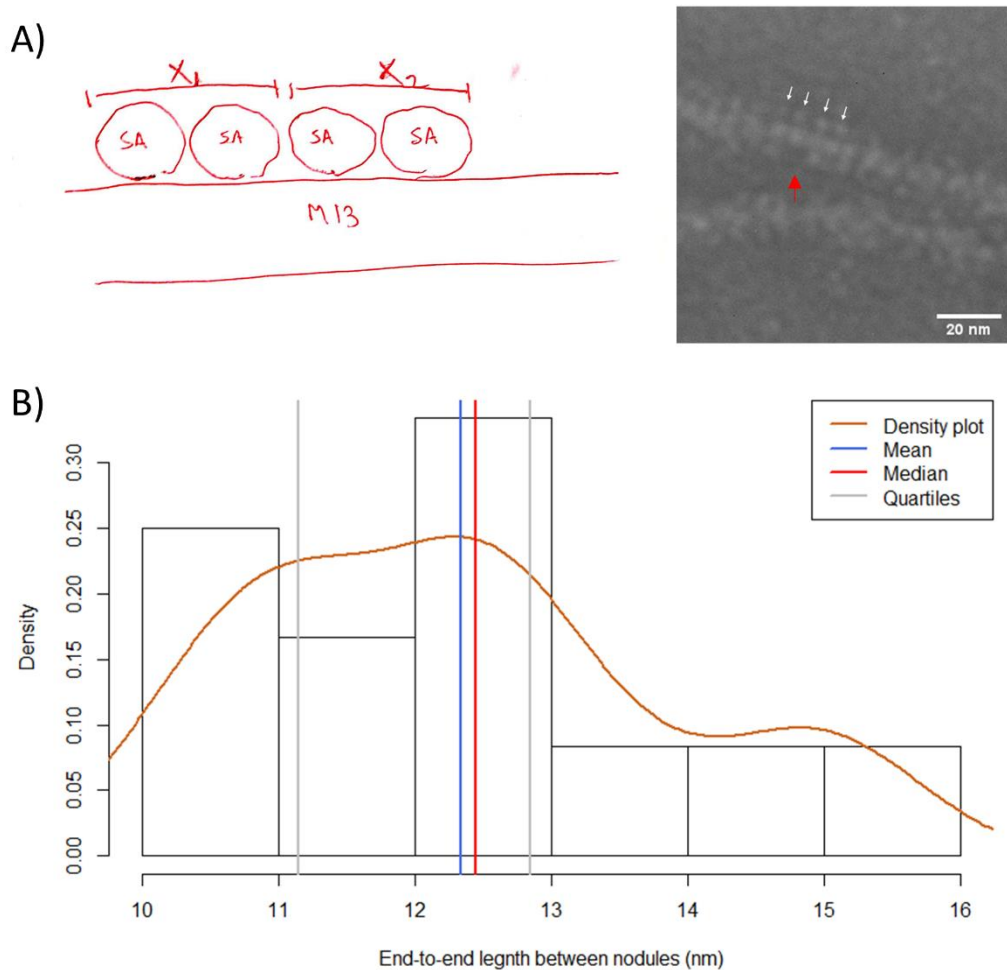 A)
X1 X2
SA SA SA SA
M13
20 nm
B)
Density plot
Mean
Median
Quartiles
0.30
0.25
0.20
0.15
0.10
0.05
0.00
Density
10 11 12 13 14 15 16
End-to-end legnth between nodules (nm)